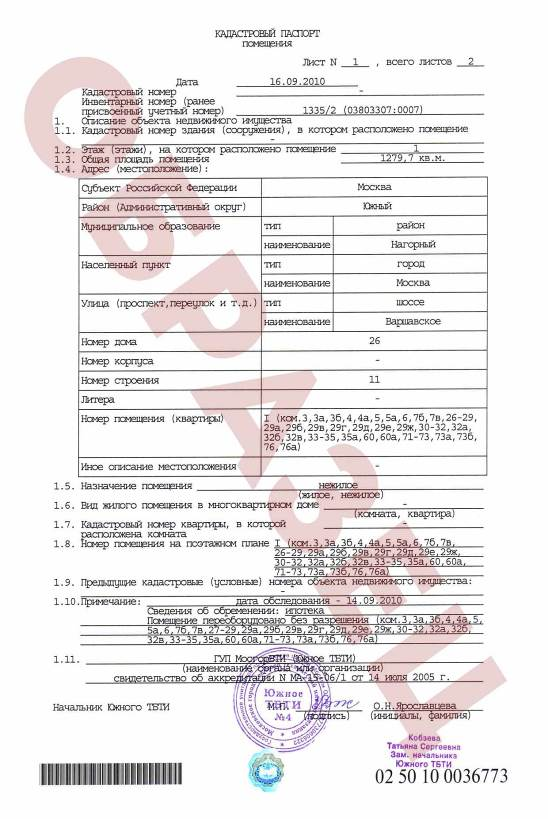 КАДАСТРОВЫЙ ПАСПОРТ
помещения
Лист N 1 , всего листов 2
Дата 16.09.2010
Кадастровый номер -
Инвентарный номер (ранее
присвоенный учетный номер) 1335/2 (03803307:0007)
1. Описание объекта недвижимого имущества
1.1. Кадастровый номер здания (сооружения), в котором расположено помещение
-
1.2. Этаж (этажи), на котором расположено помещение 1
1.3. Общая площадь помещения 1279,7 кв.м.
1.4. Адрес (местоположение):
Субъект Российской Федерации Москва
Район (Административный округ) Южный
Муниципальное образование тип район
наименование Нагорный
Населенный пункт тип город
наименование Москва
Улица (проспект,переулок и т.д.) тип шоссе
наименование Варшавское
Номер дома 26
Номер корпуса -
Номер строения 11
Литера -
Номер помещения (квартиры) I (ком.3,3а,3б,4,4а,5,5а,6,7б,7в,26-29,
29а,29б,29в,29г,29д,29е,29ж,30-32,32а,
32б,32в,33-35,35а,60,60а,71-73,73а,73б,
76,76а)
Иное описание местоположения -
1.5. Назначение помещения нежилое
(жилое, нежилое)
1.6. Вид жилого помещения в многоквартирном доме -
(комната, квартира)
1.7. Кадастровый номер квартиры, в которой -
расположена комната
1.8. Номер помещения на поэтажном плане I (ком.3,3а,3б,4,4а,5,5а,6,7б,7в,
26-29,29а,29б,29в,29г,29д,29е,29ж,
30-32,32а,32б,32в,33-35,35а,60,60а,
71-73,73а,73б,76,76а)
1.9. Предыдущие кадастровые (условные) номера объекта недвижимого имущества:
-
1.10.Примечание: дата обследования - 14.09.2010
Сведения об обременении: ипотека
Помещение переоборудовано без разрешения (ком.3,3а,3б,4,4а,5,
5а,6,7б,7в,27-29,29а,29б,29в,29г,29д,29е,29ж,30-32,32а,32б,
32в,33-35,35а,60,60а,71-73,73а,73б,76,76а)
1.11. ГУП МосгорБТИ (Южное ТБТИ)
(наименование органа или организации)
свидетельство об аккредитации N МА-15-06/1 от 14 июля 2005 г.
Начальник Южного ТБТИ М.П. О.Н.Ярославцева
(подпись) (инициалы, фамилия)
Южное
ТБТИ
№4
Кобзева
Татьяна Сергеевна
Зам. начальника
Южного ТБТИ
02 50 10 0036773
ОБРАЗЕЦ